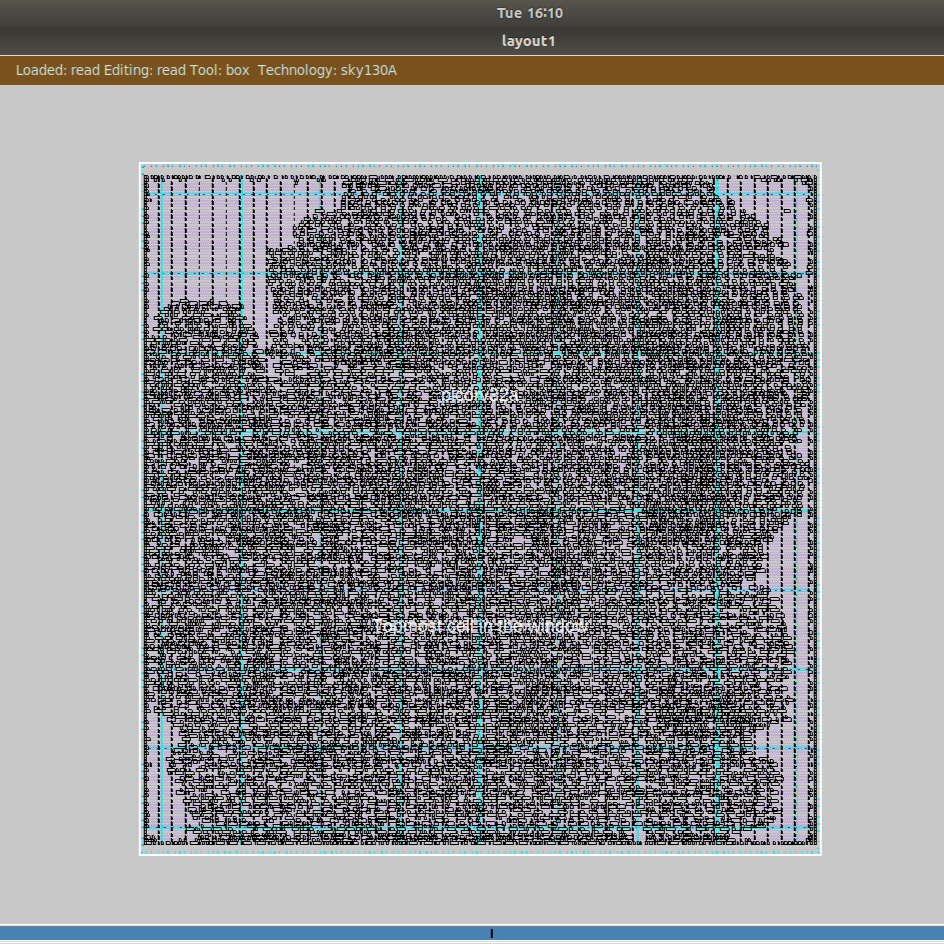 Tue 16:10
layout1
Loaded: read Editing: read Tool: box Technology: sky130A
picorv32a
Topmost cell in the window